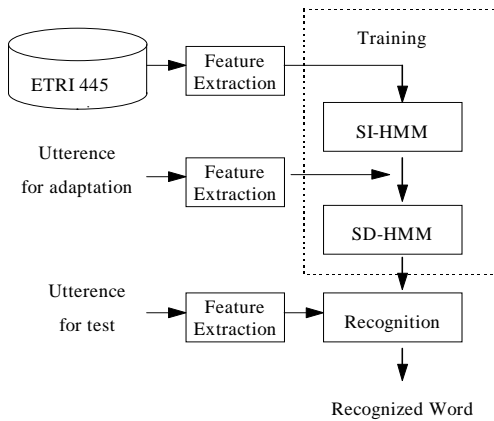 Training
ETRI 445
Feature
Extraction
SI-HMM
Utterence
for adaptation
Feature
Extraction
SD-HMM
Utterence
for test
Feature
Extraction
Recognition
Recognized Word